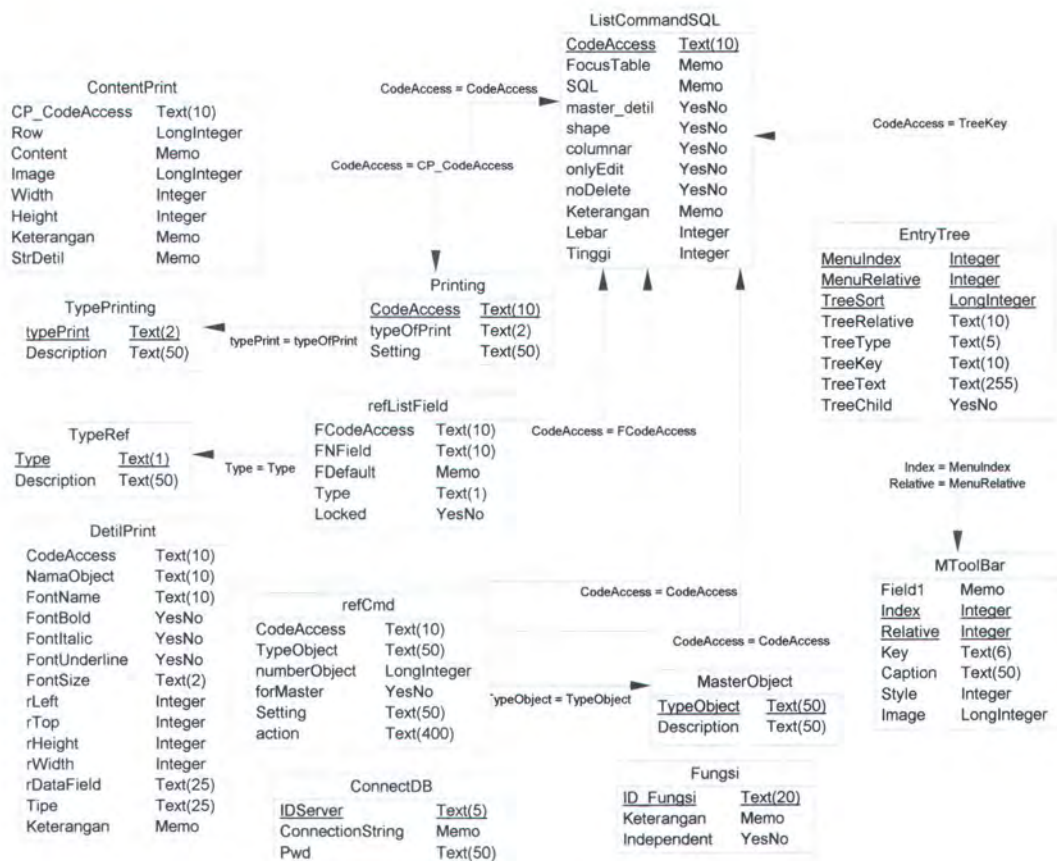 ListCommandSQL
CodeAccess Text(10)
FocusTable Memo
SQL Memo
master_detil YesNo
shape YesNo
columnar YesNo
onlyEdit YesNo
noDelete YesNo
Keterangan Memo
Lebar Integer
Tinggi Integer
ContentPrint
CP_CodeAccess Text(10)
Row LongInteger
Content Memo
Image LongInteger
Width Integer
Height Integer
Keterangan Memo
StrDetil Memo
CodeAccess = CodeAccess
CodeAccess = CP_CodeAccess
CodeAccess = TreeKey
EntryTree
MenuIndex Integer
MenuRelative Integer
TreeSort LongInteger
TreeRelative Text(10)
TreeType Text(5)
TreeKey Text(10)
TreeText Text(255)
TreeChild YesNo
Printing
CodeAccess Text(10)
typeOfPrint Text(2)
Setting Text(50)
TypePrinting
typePrint Text(2)
Description Text(50)
typePrint = typeOfPrint
refListField
FCodeAccess Text(10)
FNField Text(10)
FDefault Memo
Type Text(1)
Locked YesNo
CodeAccess = FCodeAccess
TypeRef
Type Text(1)
Description Text(50)
Type = Type
Index = MenuIndex
Relative = MenuRelative
DetilPrint
CodeAccess Text(10)
NamaObject Text(10)
FontName Text(10)
FontBold YesNo
FontItalic YesNo
FontUnderline YesNo
FontSize Text(2)
rLeft Integer
rTop Integer
rHeight Integer
rWidth Integer
rDataField Text(25)
Tipe Text(25)
Keterangan Memo
refCmd
CodeAccess Text(10)
TypeObject Text(50)
numberObject LongInteger
forMaster YesNo
Setting Text(50)
action Text(400)
CodeAccess = CodeAccess
CodeAccess = CodeAccess
ypeObject = TypeObject
MasterObject
TypeObject Text(50)
Description Text(50)
MToolBar
Field1 Memo
Index Integer
Relative Integer
Key Text(6)
Caption Text(50)
Style Integer
Image LongInteger
ConnectDB
IDServer Text(5)
ConnectionString Memo
Pwd Text(50)
Fungsi
ID_Fungsi Text(20)
Keterangan Memo
Independent YesNo